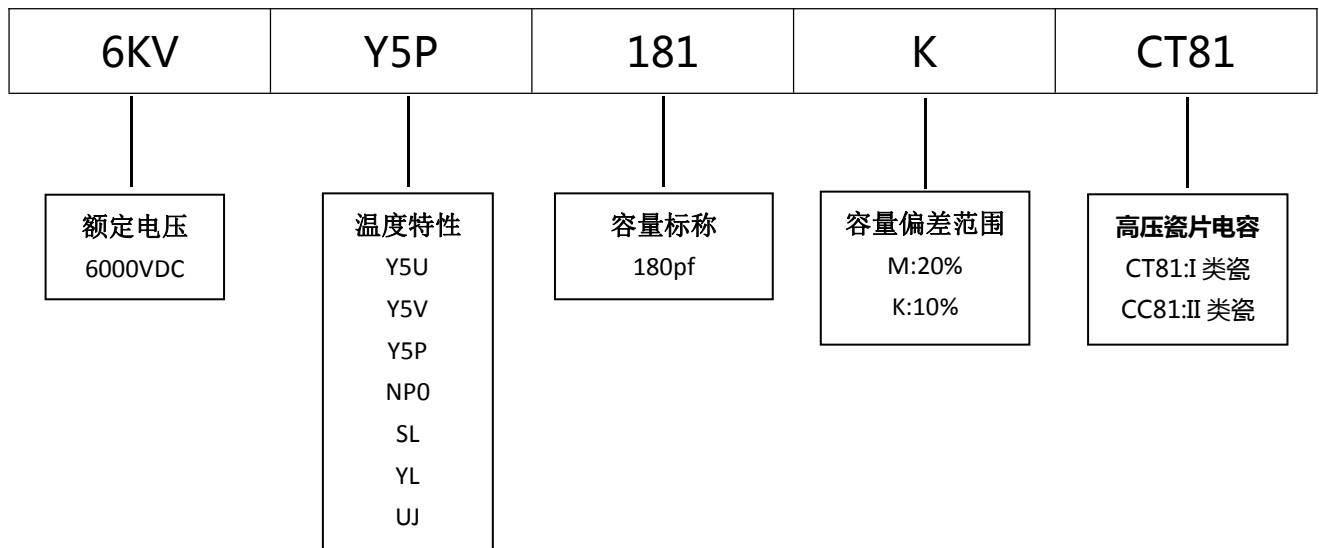 6KV Y5P 181 K CT81
额定电压
6000VDC
温度特性
Y5U
Y5V
Y5P
NP0
SL
YL
UJ
容量标称
180pf
容量偏差范围
M:20%
K:10%
高压瓷片电容
CT81:I 类瓷
CC81:II 类瓷